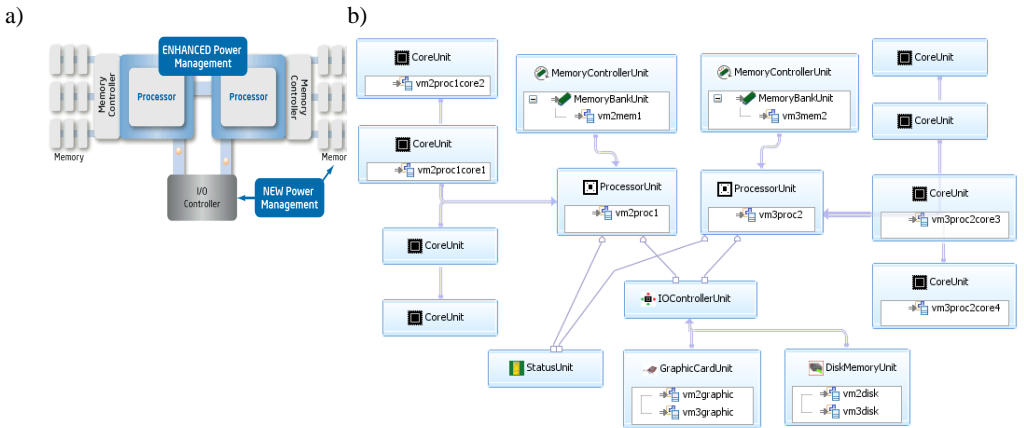 a)
ENHANCED Power
Management
Memory
Controller
Processor
Processor
Memory
Controller
Memory
Memor
I/O
Controller
NEW Power
Management
b)
CoreUnit
vm2proc1core2
CoreUnit
vm2proc1core1
CoreUnit
CoreUnit
MemoryControllerUnit
MemoryBankUnit
vm2mem1
MemoryControllerUnit
MemoryBankUnit
vm3mem2
ProcessorUnit
vm2proc1
ProcessorUnit
vm3proc2
IOControllerUnit
StatusUnit
GraphicCardUnit
vm2graphic
vm3graphic
DiskMemoryUnit
vm2disk
vm3disk
CoreUnit
CoreUnit
CoreUnit
vm3proc2core3
CoreUnit
vm3proc2core4